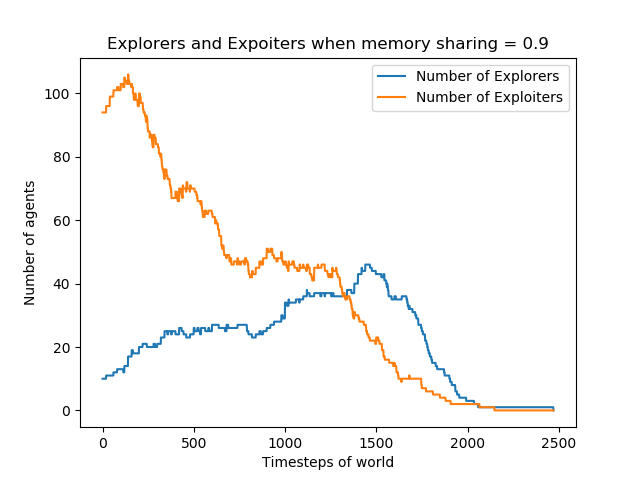 Explorers and Expoiters when memory sharing = 0.9
Number of Explorers
Number of Exploiters
Number of agents
100
80
60
40
20
0
0 500 1000 1500 2000 2500
Timesteps of world